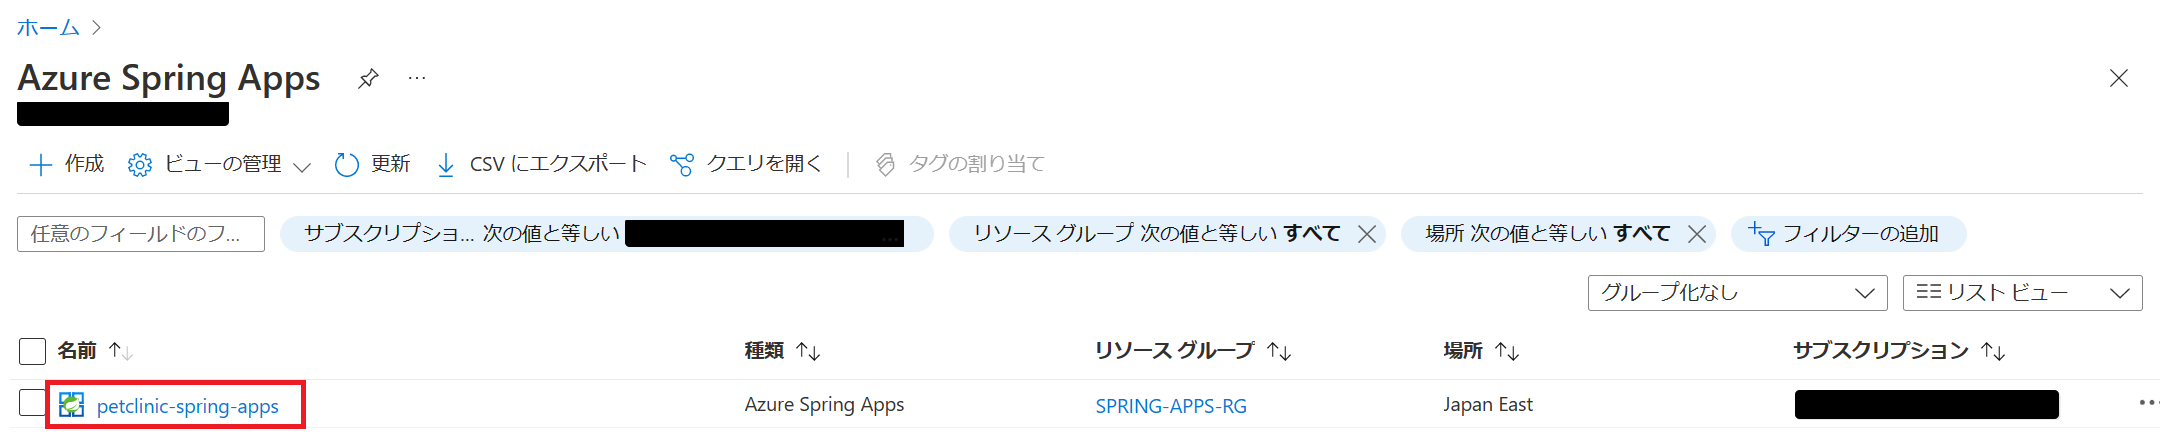 ホーム >
Azure Spring Apps ...
作成 ビューの管理 更新 CSV にエクスポート クエリを開く タグの割り当て
任意のフィールドのフ... サブスクリプショ... 次の値と等しい リソース グループ 次の値と等しい すべて 場所 次の値と等しい すべて フィルターの追加
グループ化なし リスト ビュー
名前 種類 リソース グループ 場所 サブスクリプション
petclinic-spring-apps Azure Spring Apps SPRING-APPS-RG Japan East ...